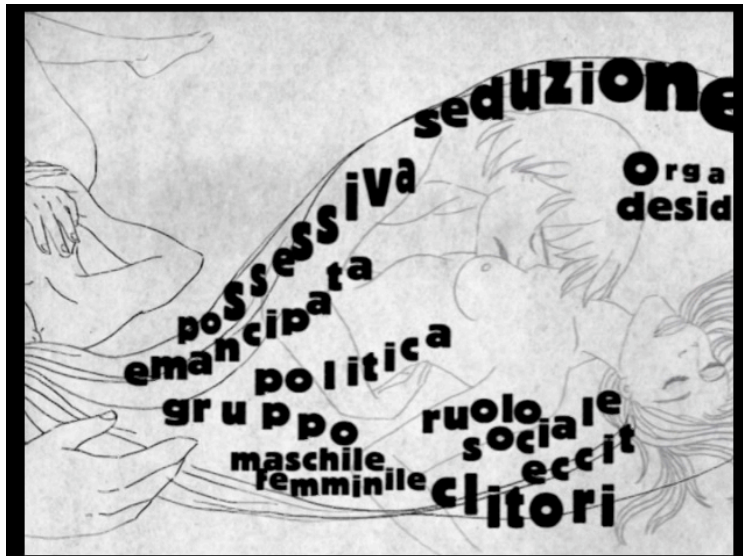 seduzione
Orga
desid
possessiva
emancipata
politica
gruppo
ruolo
sociale
maschile
femminile
eccit
clitori